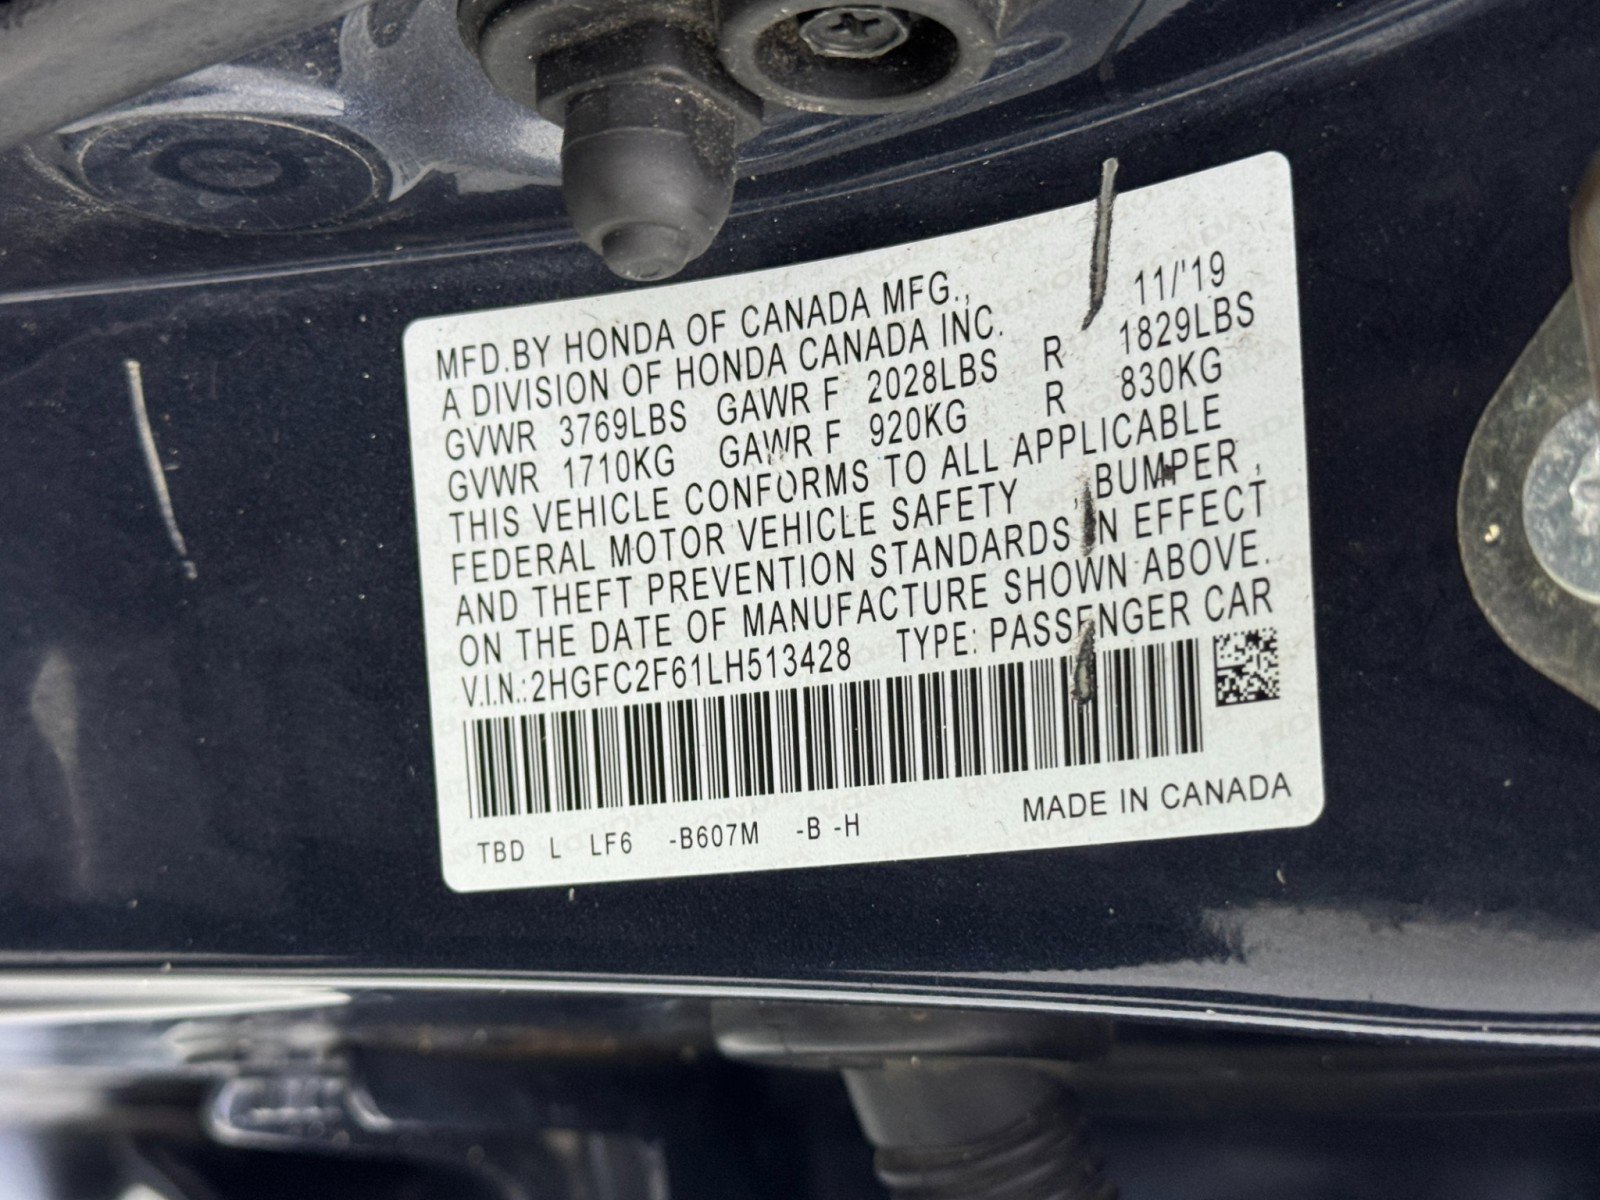 MFD.BY HONDA OF CANADA MFG., 11/'19
A DIVISION OF HONDA CANADA INC.
GVWR 3769LBS GAWR F 2028LBS R 1829LBS
GVWR 1710KG GAWR F 920KG R 830KG
THIS VEHICLE CONFORMS TO ALL APPLICABLE
FEDERAL MOTOR VEHICLE SAFETY , BUMPER ,
AND THEFT PREVENTION STANDARDS IN EFFECT
ON THE DATE OF MANUFACTURE SHOWN ABOVE.
V.I.N.:2HGFC2F61LH513428 TYPE: PASSENGER CAR
MADE IN CANADA
TBD L LF6 -B607M -B -H